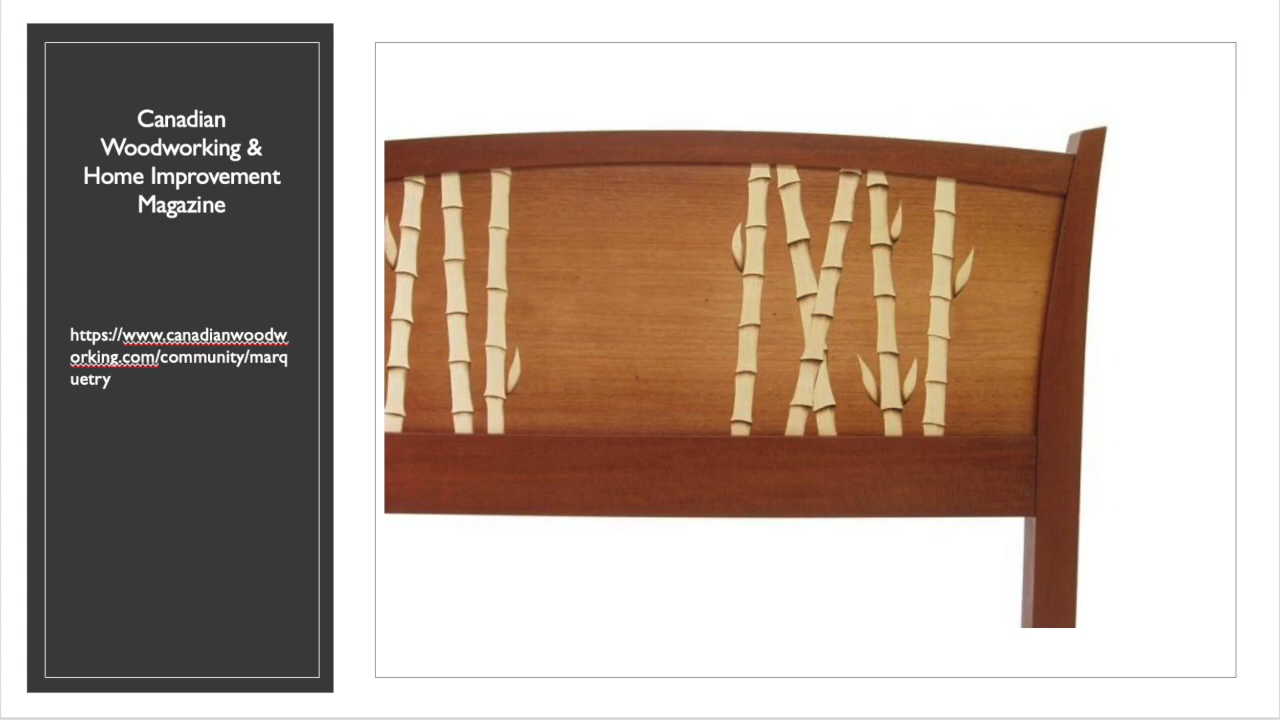 Canadian
Woodworking &
Home Improvement
Magazine
https://www.canadianwoodw
orking.com/community/marq
uetry